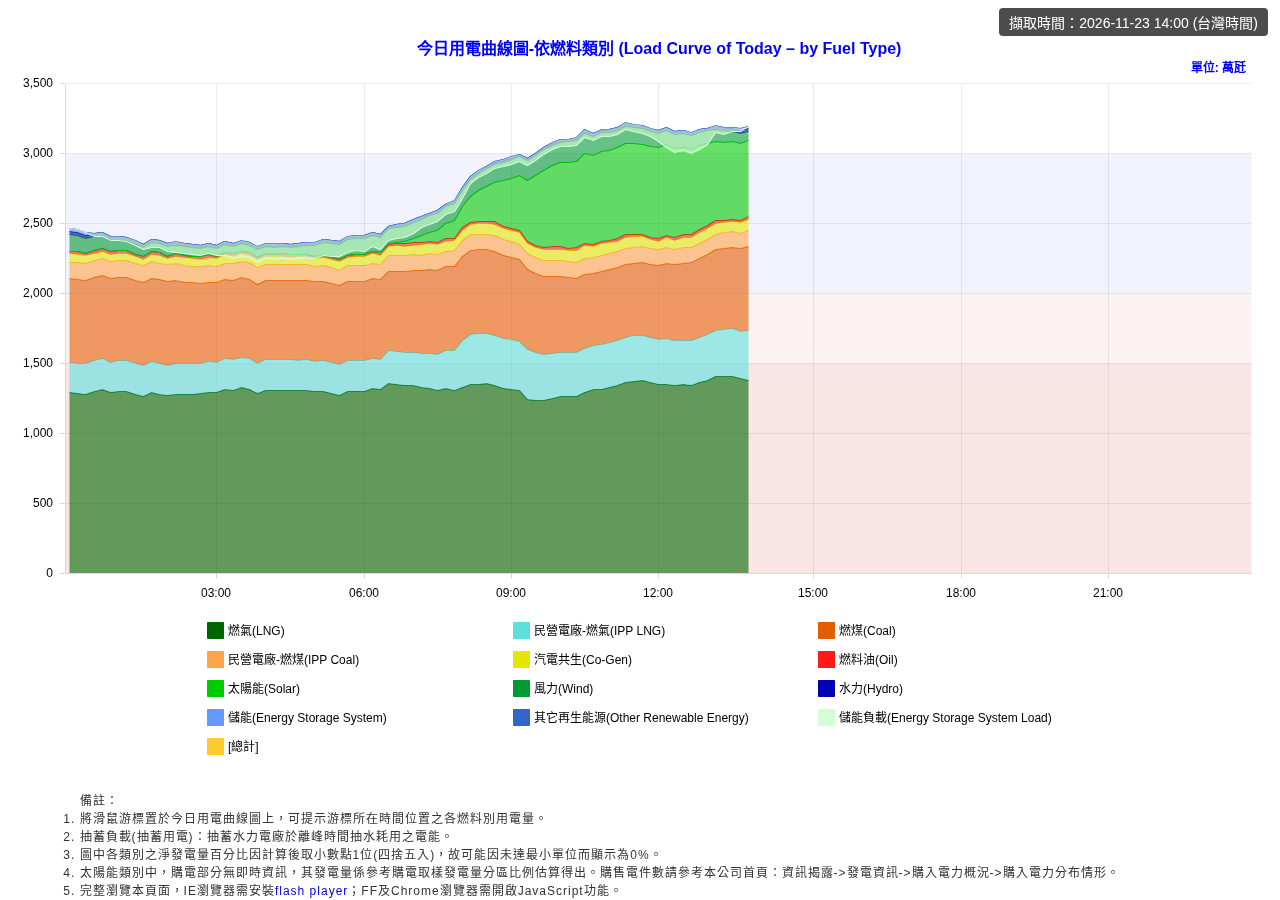 擷取時間：2026-11-23 14:00 (台灣時間)
今日用電曲線圖-依燃料類別 (Load Curve of Today – by Fuel Type)
單位: 萬瓩
3,500
3,000
2,500
2,000
1,500
1,000
500
0
03:00 06:00 09:00 12:00 15:00 18:00 21:00
燃氣(LNG) 民營電廠-燃氣(IPP LNG) 燃煤(Coal)
民營電廠-燃煤(IPP Coal) 汽電共生(Co-Gen) 燃料油(Oil)
太陽能(Solar) 風力(Wind) 水力(Hydro)
儲能(Energy Storage System) 其它再生能源(Other Renewable Energy) 儲能負載(Energy Storage System Load)
[總計]
備註：
1. 將滑鼠游標置於今日用電曲線圖上，可提示游標所在時間位置之各燃料別用電量。
2. 抽蓄負載(抽蓄用電)：抽蓄水力電廠於離峰時間抽水耗用之電能。
3. 圖中各類別之淨發電量百分比因計算後取小數點1位(四捨五入)，故可能因未達最小單位而顯示為0%。
4. 太陽能類別中，購電部分無即時資訊，其發電量係參考購電取樣發電量分區比例估算得出。購售電件數請參考本公司首頁：資訊揭露->發電資訊->購入電力概況->購入電力分布情形。
5. 完整瀏覽本頁面，IE瀏覽器需安裝flash player；FF及Chrome瀏覽器需開啟JavaScript功能。